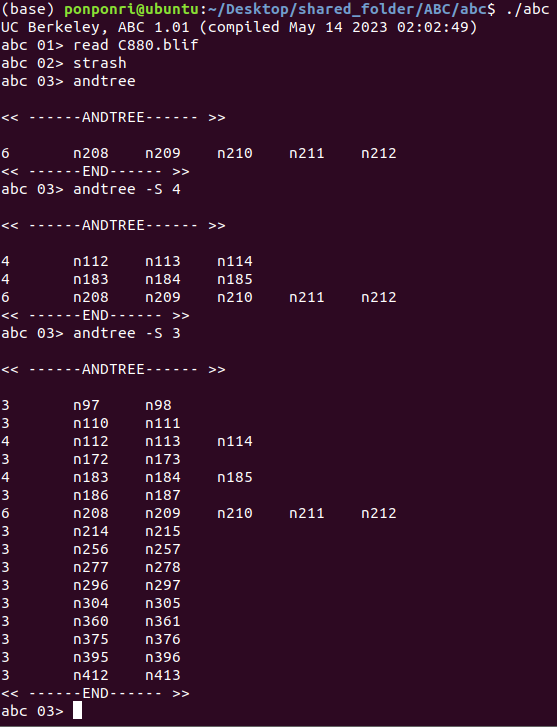 (base) ponponri@ubuntu:~/Desktop/shared_folder/ABC/abc$ ./abc
UC Berkeley, ABC 1.01 (compiled May 14 2023 02:02:49)
abc 01> read C880.blif
abc 02> strash
abc 03> andtree
<< ------ANDTREE------ >>
6 n208 n209 n210 n211 n212
<< ------END------ >>
abc 03> andtree -S 4
<< ------ANDTREE------ >>
4 n112 n113 n114
4 n183 n184 n185
6 n208 n209 n210 n211 n212
<< ------END------ >>
abc 03> andtree -S 3
<< ------ANDTREE------ >>
3 n97 n98
3 n110 n111
4 n112 n113 n114
3 n172 n173
4 n183 n184 n185
3 n186 n187
6 n208 n209 n210 n211 n212
3 n214 n215
3 n256 n257
3 n277 n278
3 n296 n297
3 n304 n305
3 n360 n361
3 n375 n376
3 n395 n396
3 n412 n413
<< ------END------ >>
abc 03>